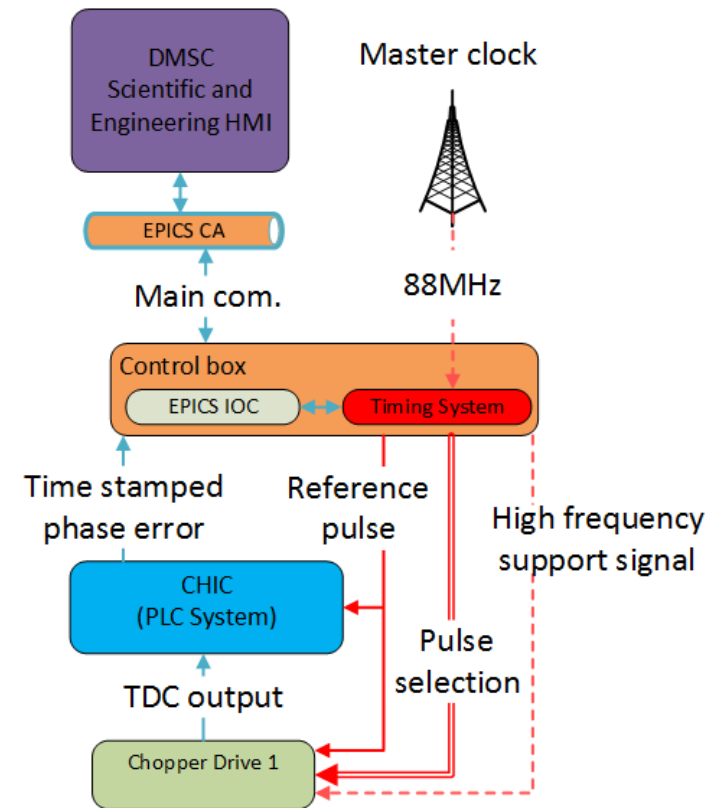 DMSC
Scientific and
Engineering HMI
Master clock
EPICS CA
Main com.
88MHz
Control box
EPICS IOC
Timing System
Time stamped
phase error
Reference
pulse
High frequency
support signal
CHIC
(PLC System)
Pulse
selection
TDC output
Chopper Drive 1